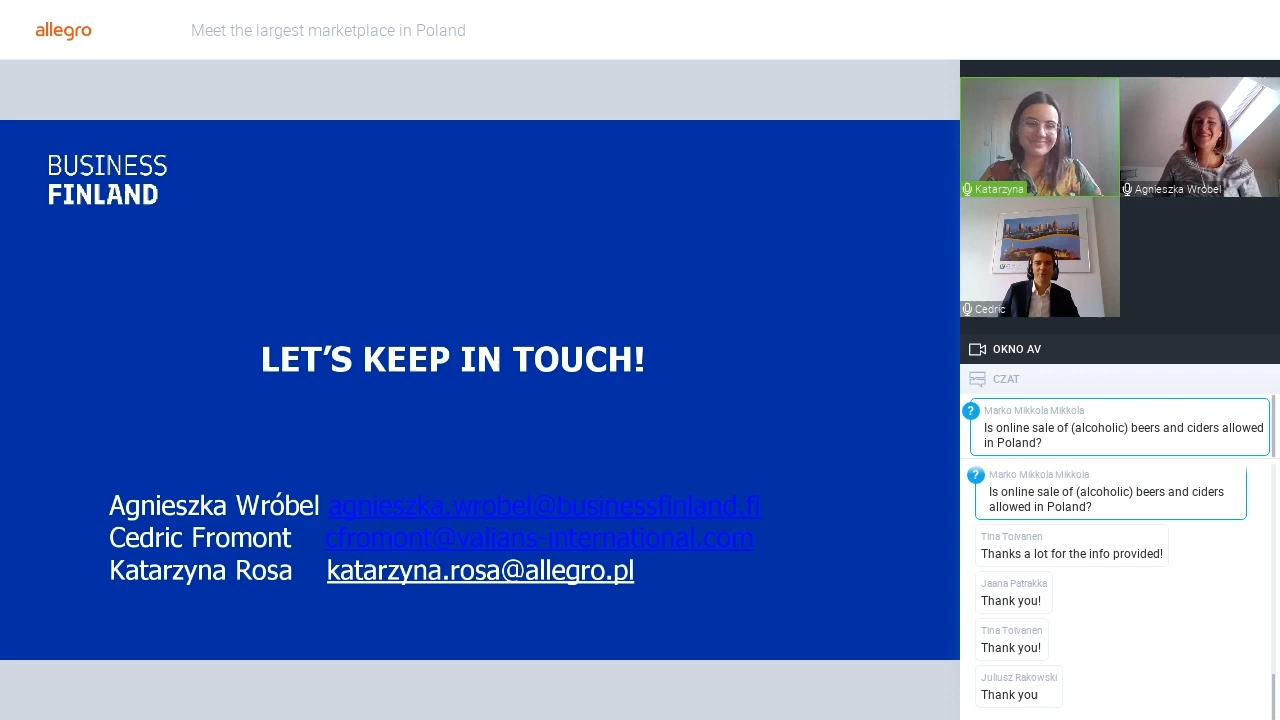 allegro
Meet the largest marketplace in Poland
BUSINESS
FINLAND
LET'S KEEP IN TOUCH!
Agnieszka Wróbel agnieszka.wrobel@businessfinland.fi
Cedric Fromont cfromont@valians-international.com
Katarzyna Rosa katarzyna.rosa@allegro.pl
Katarzyna
Agnieszka Wróbel
Cedric
OKNO AV
CZAT
?
Marko Mikkola Mikkola
Is online sale of (alcoholic) beers and ciders allowed
in Poland?
?
Marko Mikkola Mikkola
Is online sale of (alcoholic) beers and ciders
allowed in Poland?
Tina Toivanen
Thanks a lot for the info provided!
Jaana Patrakka
Thank you!
Tina Toivanen
Thank you!
Juliusz Rakowski
Thank you